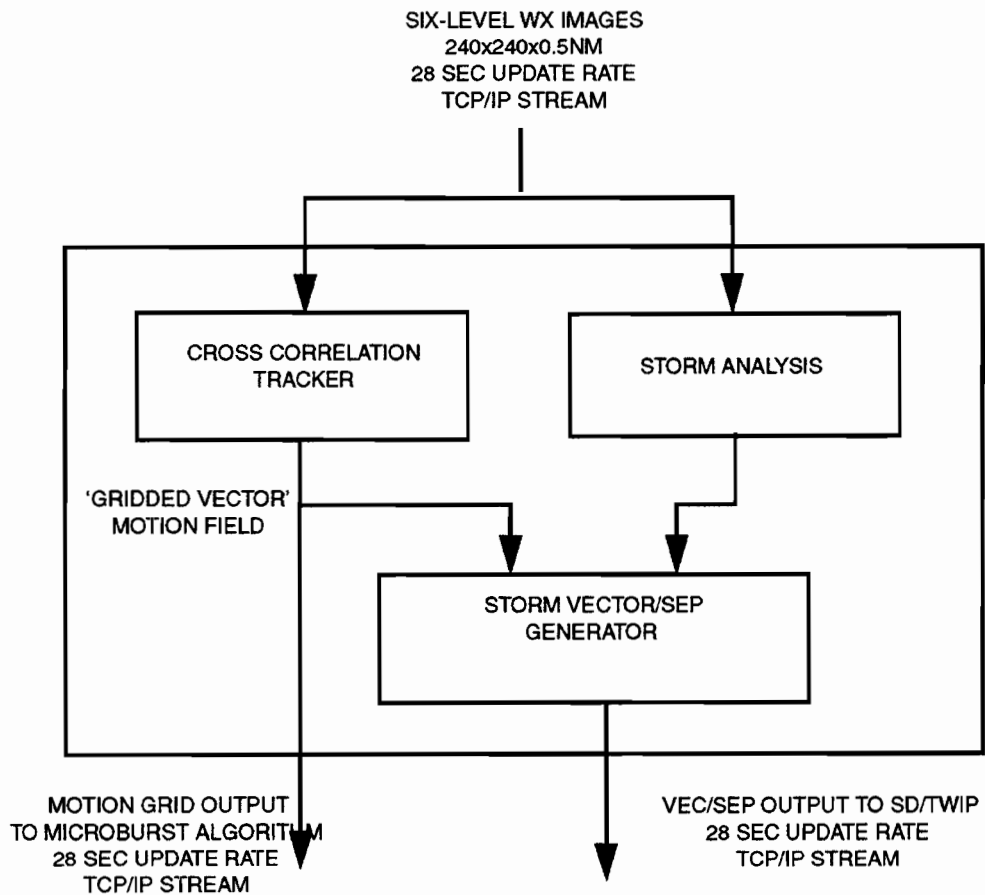 SIX-LEVEL WX IMAGES
240x240x0.5NM
28 SEC UPDATE RATE
TCP/IP STREAM
CROSS CORRELATION
TRACKER
STORM ANALYSIS
‘GRIDDED VECTOR’
MOTION FIELD
STORM VECTOR/SEP
GENERATOR
MOTION GRID OUTPUT
TO MICROBURST ALGORITUM
28 SEC UPDATE RATE
TCP/IP STREAM
VEC/SEP OUTPUT TO SD/TWIP
28 SEC UPDATE RATE
TCP/IP STREAM